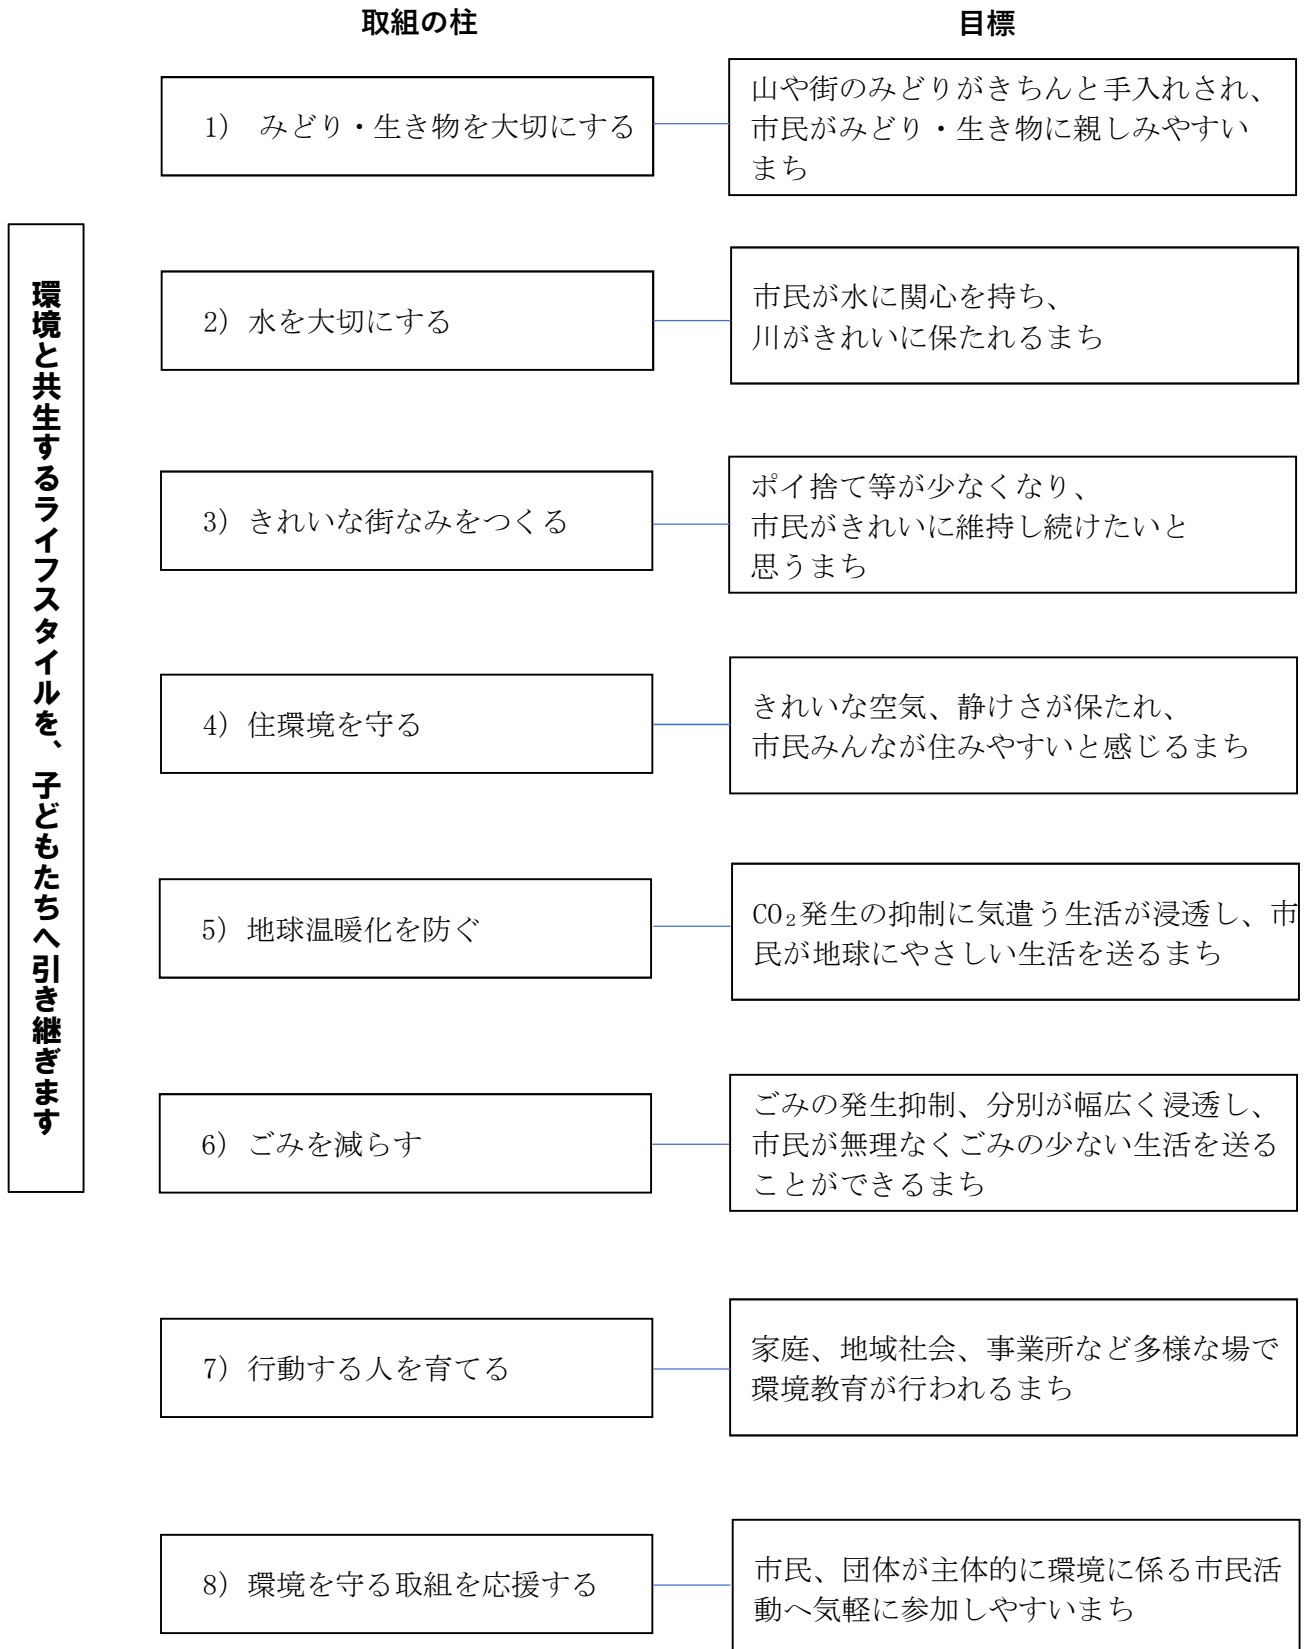 取組の柱
目標
環境と共生するライフスタイルを、子どもたちへ引き継ぎます
1) みどり・生き物を大切にする
山や街のみどりがきちんと手入れされ、
市民がみどり・生き物に親しみやすい
まち
2) 水を大切にする
市民が水に関心を持ち、
川がきれいに保たれるまち
3) きれいな街なみをつくる
ポイ捨て等が少なくなり、
市民がきれいに維持し続けたいと
思うまち
4) 住環境を守る
きれいな空気、静けさが保たれ、
市民みんなが住みやすいと感じるまち
5) 地球温暖化を防ぐ
CO₂発生の抑制に気遣う生活が浸透し、市
民が地球にやさしい生活を送るまち
6) ごみを減らす
ごみの発生抑制、分別が幅広く浸透し、
市民が無理なくごみの少ない生活を送る
ことができるまち
7) 行動する人を育てる
家庭、地域社会、事業所など多様な場で
環境教育が行われるまち
8) 環境を守る取組を応援する
市民、団体が主体的に環境に係る市民活
動へ気軽に参加しやすいまち